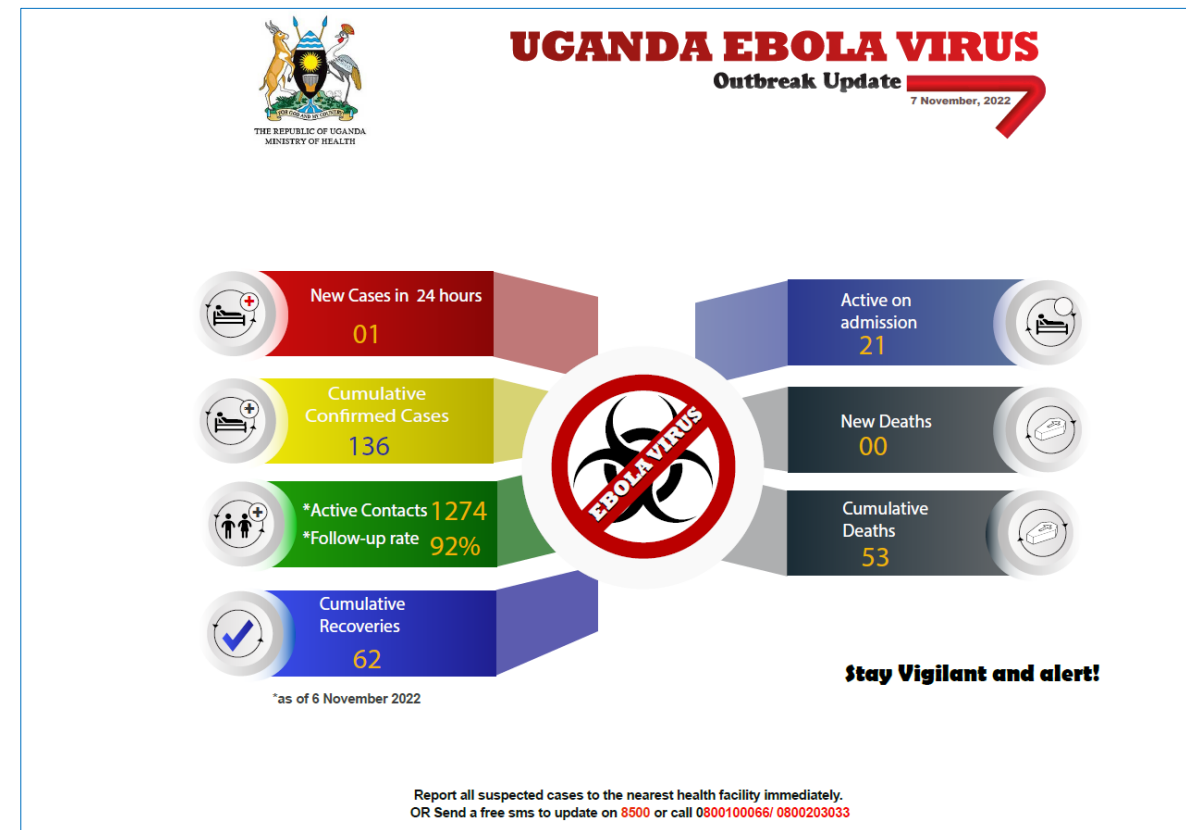 UGANDA EBOLA VIRUS
Outbreak Update
7 November, 2022
FOR GOD AND MY COUNTRY
THE REPUBLIC OF UGANDA
MINISTRY OF HEALTH
New Cases in 24 hours
01
Cumulative
Confirmed Cases
136
*Active Contacts 1274
*Follow-up rate 92%
Cumulative
Recoveries
62
*as of 6 November 2022
EBOLA VIRUS
Active on
admission
21
New Deaths
00
Cumulative
Deaths
53
Stay Vigilant and alert!
Report all suspected cases to the nearest health facility immediately.
OR Send a free sms to update on 8500 or call 0800100066/ 0800203033